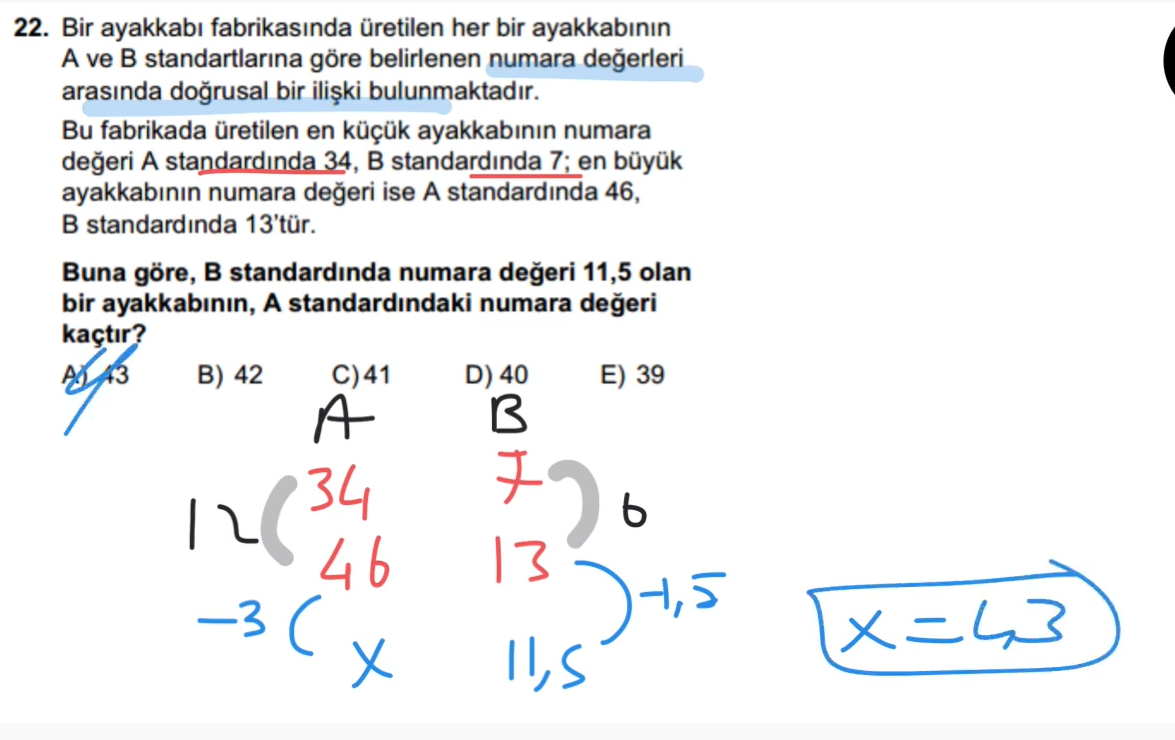 22. Bir ayakkabı fabrikasında üretilen her bir ayakkabının
A ve B standartlarına göre belirlenen numara değerleri
arasında doğrusal bir ilişki bulunmaktadır.
Bu fabrikada üretilen en küçük ayakkabının numara
değeri A standardında 34, B standardında 7; en büyük
ayakkabının numara değeri ise A standardında 46,
B standardında 13'tür.
Buna göre, B standardında numara değeri 11,5 olan
bir ayakkabının, A standardındaki numara değeri
kaçtır?
A) 43 B) 42 C) 41 D) 40 E) 39
A B
34 7
12 6
46 13
-3 -1,5
x 11,5
x = 43